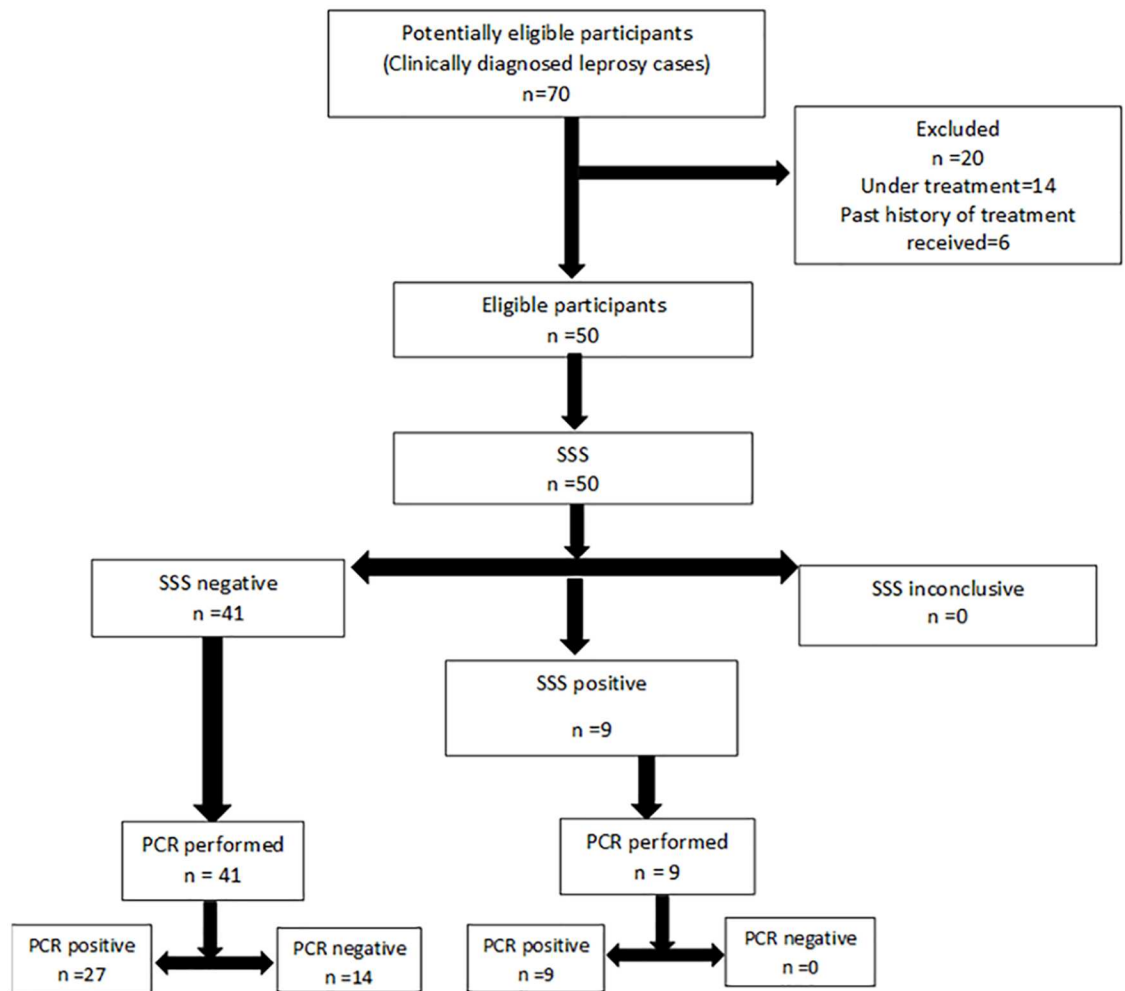 Potentially eligible participants
(Clinically diagnosed leprosy cases)
n=70
Excluded
n =20
Under treatment=14
Past history of treatment
received=6
Eligible participants
n =50
SSS
n =50
SSS negative
n =41
SSS inconclusive
n =0
SSS positive
n =9
PCR performed
n = 41
PCR performed
n = 9
PCR positive
n =27
PCR negative
n =14
PCR positive
n =9
PCR negative
n =0